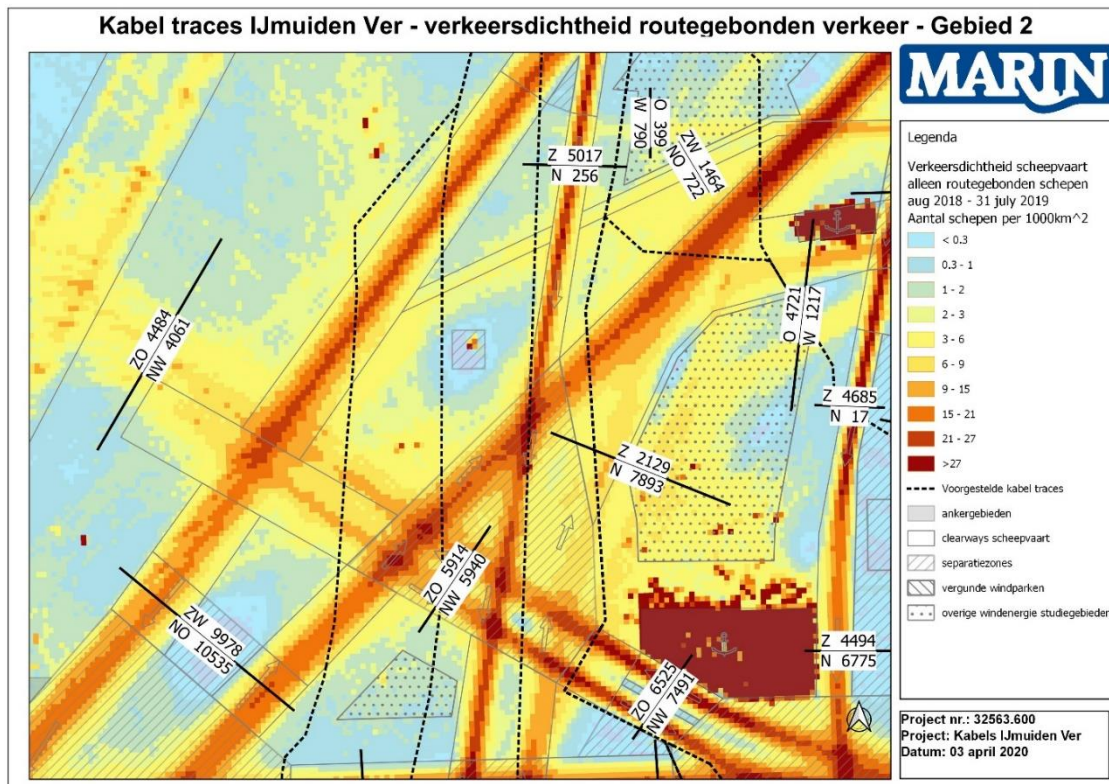 Kabel traces IJmuiden Ver - verkeersdichtheid routegebonden verkeer - Gebied 2
MARIN
Legenda
Verkeersdichtheid scheepvaart
alleen routegebonden schepen
aug 2018 - 31 july 2019
Aantal schepen per 1000km^2
< 0.3
0.3 - 1
1 - 2
2 - 3
3 - 6
6 - 9
9 - 15
15 - 21
21 - 27
>27
Voorgestelde kabel traces
ankergebieden
clearways scheepvaart
separatiezones
vergunde windparken
overige windenergie studiegebieden
Project nr.: 32563.600
Project: Kabels IJmuiden Ver
Datum: 03 april 2020
O 399
W 790
ZW 1464
NO 722
Z 5017
N 256
ZO 4484
NW 4061
O 4721
W 1217
Z 4685
N 17
Z 2129
N 7893
ZO 5914
NW 5940
ZW 9978
NO 10535
ZO 6525
NW 7491
Z 4494
N 6775